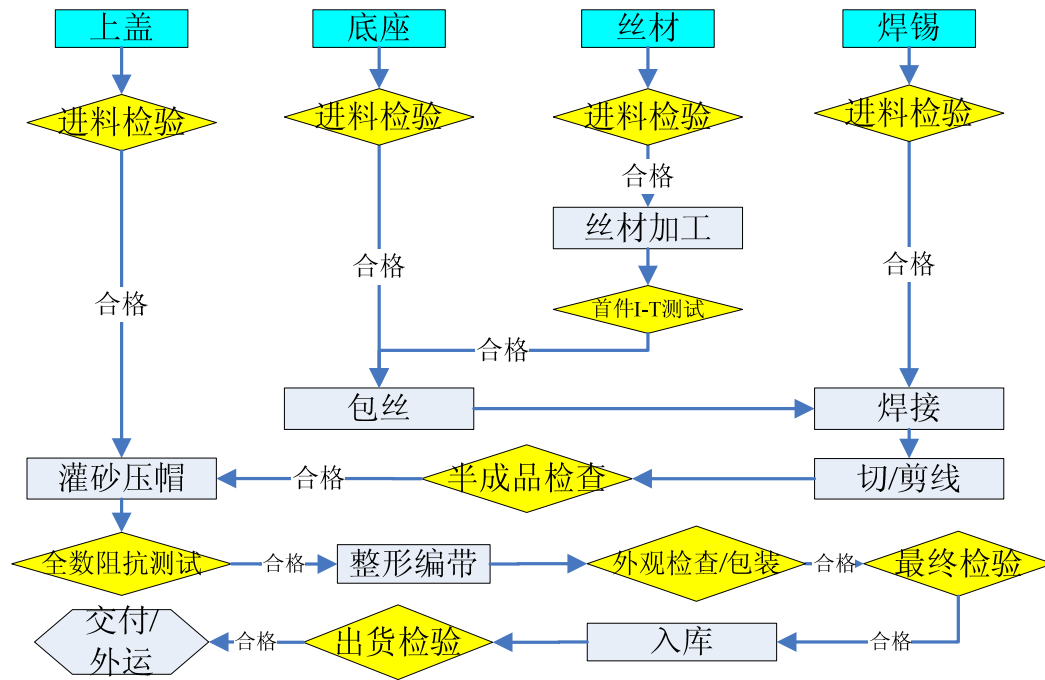 上盖
底座
丝材
焊锡
进料检验
进料检验
进料检验
进料检验
合格
丝材加工
合格
合格
合格
首件I-T测试
合格
包丝
焊接
灌砂压帽
合格
半成品检查
切/剪线
全数阻抗测试
合格
整形编带
外观检查/包装
合格
最终检验
交付/
外运
合格
出货检验
入库
合格